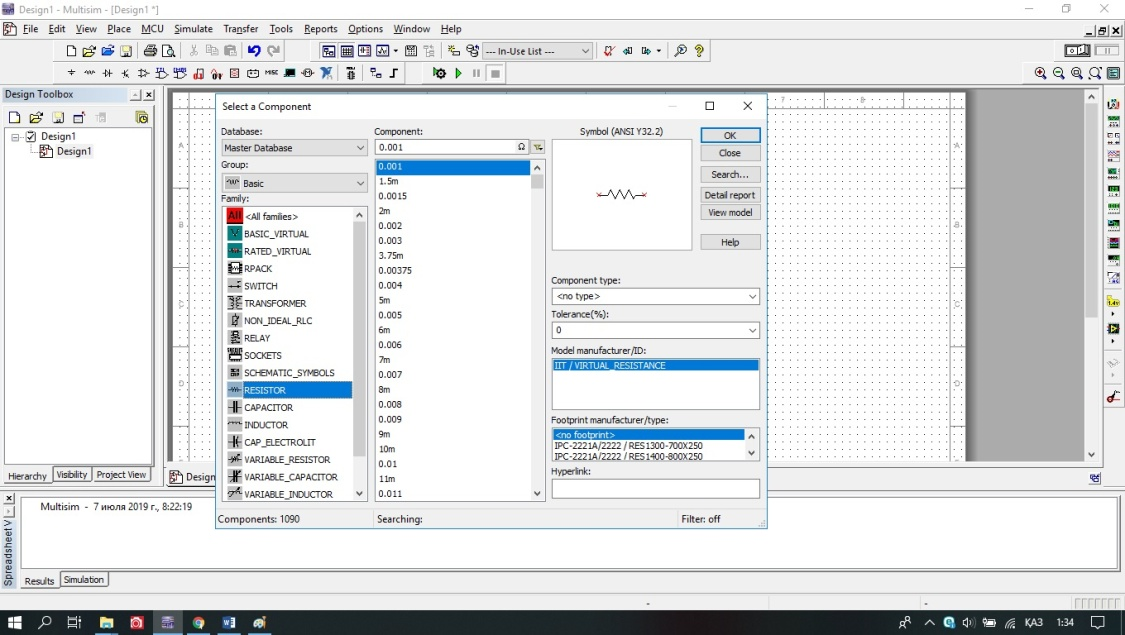 Design1 - Multisim - [Design1 *]
File Edit View Place MCU Simulate Transfer Tools Reports Options Window Help
--- In-Use List ---
Design Toolbox
Design1
Design1
Hierarchy Visibility Project View
Design
Select a Component
Database:
Master Database
Group:
Basic
Family:
All <All families>
BASIC_VIRTUAL
RATED_VIRTUAL
RPACK
SWITCH
TRANSFORMER
NON_IDEAL_RLC
RELAY
SOCKETS
SCHEMATIC_SYMBOLS
RESISTOR
CAPACITOR
INDUCTOR
CAP_ELECTROLIT
VARIABLE_RESISTOR
VARIABLE_CAPACITOR
VARIABLE_INDUCTOR
Component:
0.001 Ω
0.001
1.5m
0.0015
2m
0.002
0.003
3.75m
0.00375
0.004
5m
0.005
6m
0.006
7m
0.007
8m
0.008
0.009
9m
10m
0.01
11m
0.011
Symbol (ANSI Y32.2)
OK
Close
Search...
Detail report
View model
Help
Component type:
<no type>
Tolerance(%):
0
Model manufacturer/ID:
IIT / VIRTUAL_RESISTANCE
Footprint manufacturer/type:
<no footprint>
IPC-2221A/2222 / RES1300-700X250
IPC-2221A/2222 / RES1400-800X250
Hyperlink:
Components: 1090 Searching: Filter: off
Multisim - 7 июля 2019 г., 8:22:19
Spreadsheet V
Results Simulation
ҚАЗ 1:34